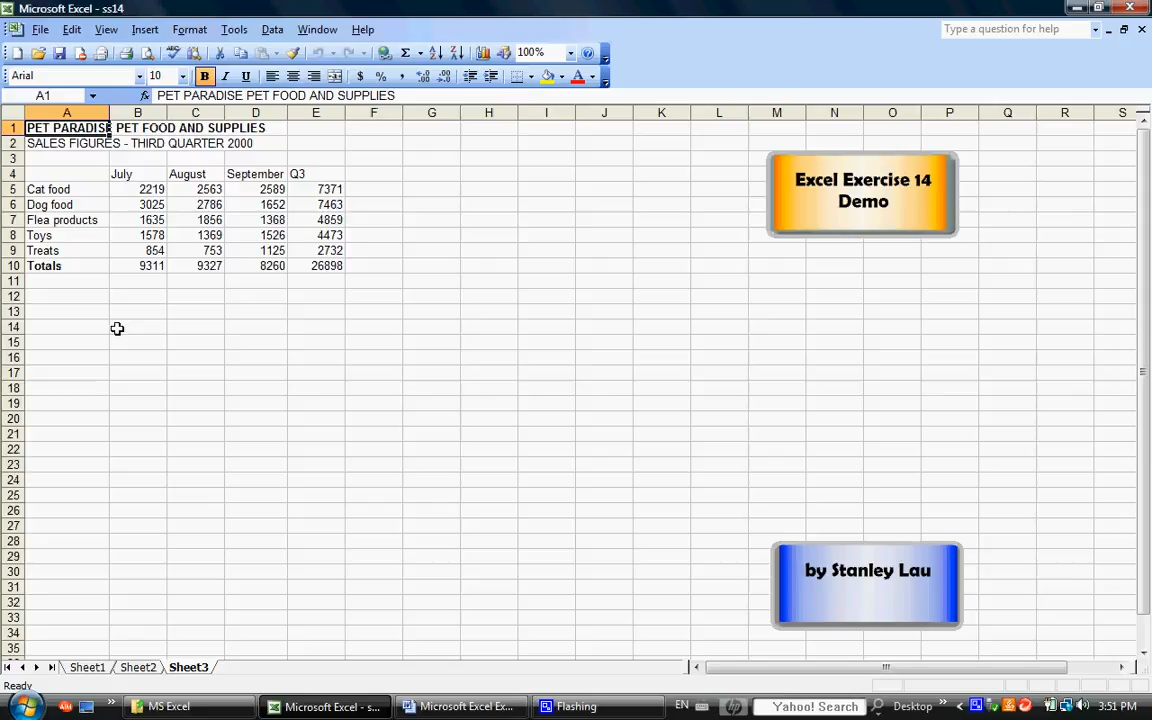 Microsoft Excel - ss14
File Edit View Insert Format Tools Data Window Help
Type a question for help
100%
Arial 10 B I U
A1 fx PET PARADISE PET FOOD AND SUPPLIES
A B C D E F G H I J K L M N O P Q R S
1 PET PARADISE PET FOOD AND SUPPLIES
2 SALES FIGURES - THIRD QUARTER 2000
3
4 July August September Q3
5 Cat food 2219 2563 2589 7371
6 Dog food 3025 2786 1652 7463
7 Flea products 1635 1856 1368 4859
8 Toys 1578 1369 1526 4473
9 Treats 854 753 1125 2732
10 Totals 9311 9327 8260 26898
11
12
13
14
15
16
17
18
19
20
21
22
23
24
25
26
27
28
29
30
31
32
33
34
35
Excel Exercise 14
Demo
by Stanley Lau
Sheet1 Sheet2 Sheet3
Ready
MS Excel
Microsoft Excel - s...
Microsoft Excel Ex...
Flashing
EN
Yahoo! Search
Desktop
3:51 PM